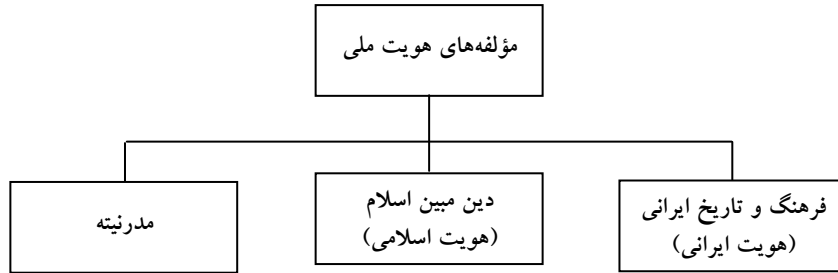 مؤلفه‌های هویت ملی
فرهنگ و تاریخ ایرانی
(هویت ایرانی)
دین مبین اسلام
(هویت اسلامی)
مدرنیته